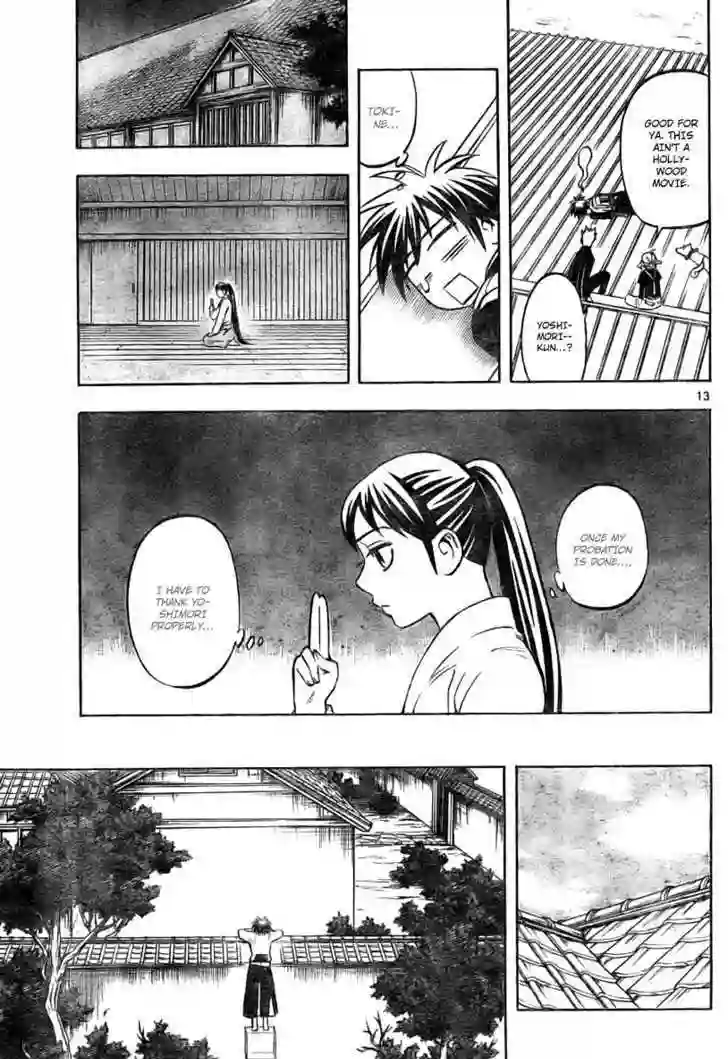 GOOD FOR
YA. THIS
AIN'T A
HOLLY-
WOOD
MOVIE.
YOSHI-
MORI--
KUN...?
TOKI-
NE...
13
ONCE MY
PROBATION
IS DONE....
I HAVE TO
THANK YO-
SHIMORI
PROPERLY...